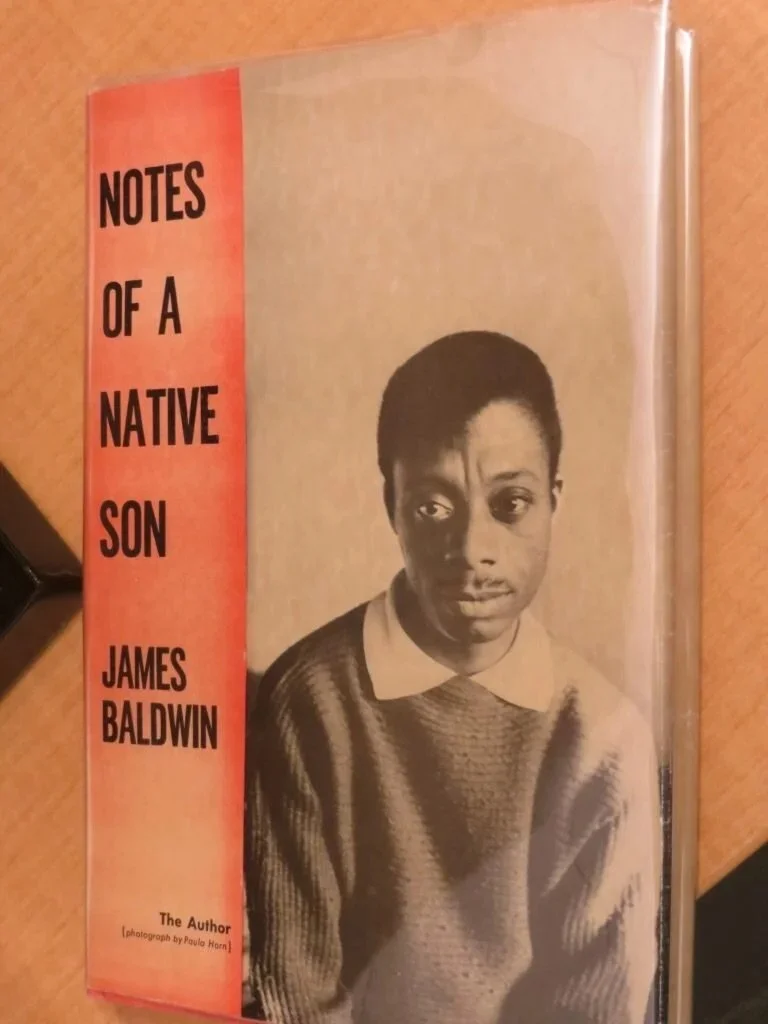 NOTES
OF A
NATIVE
SON
JAMES
BALDWIN
The Author
[photograph by Paula Horn]